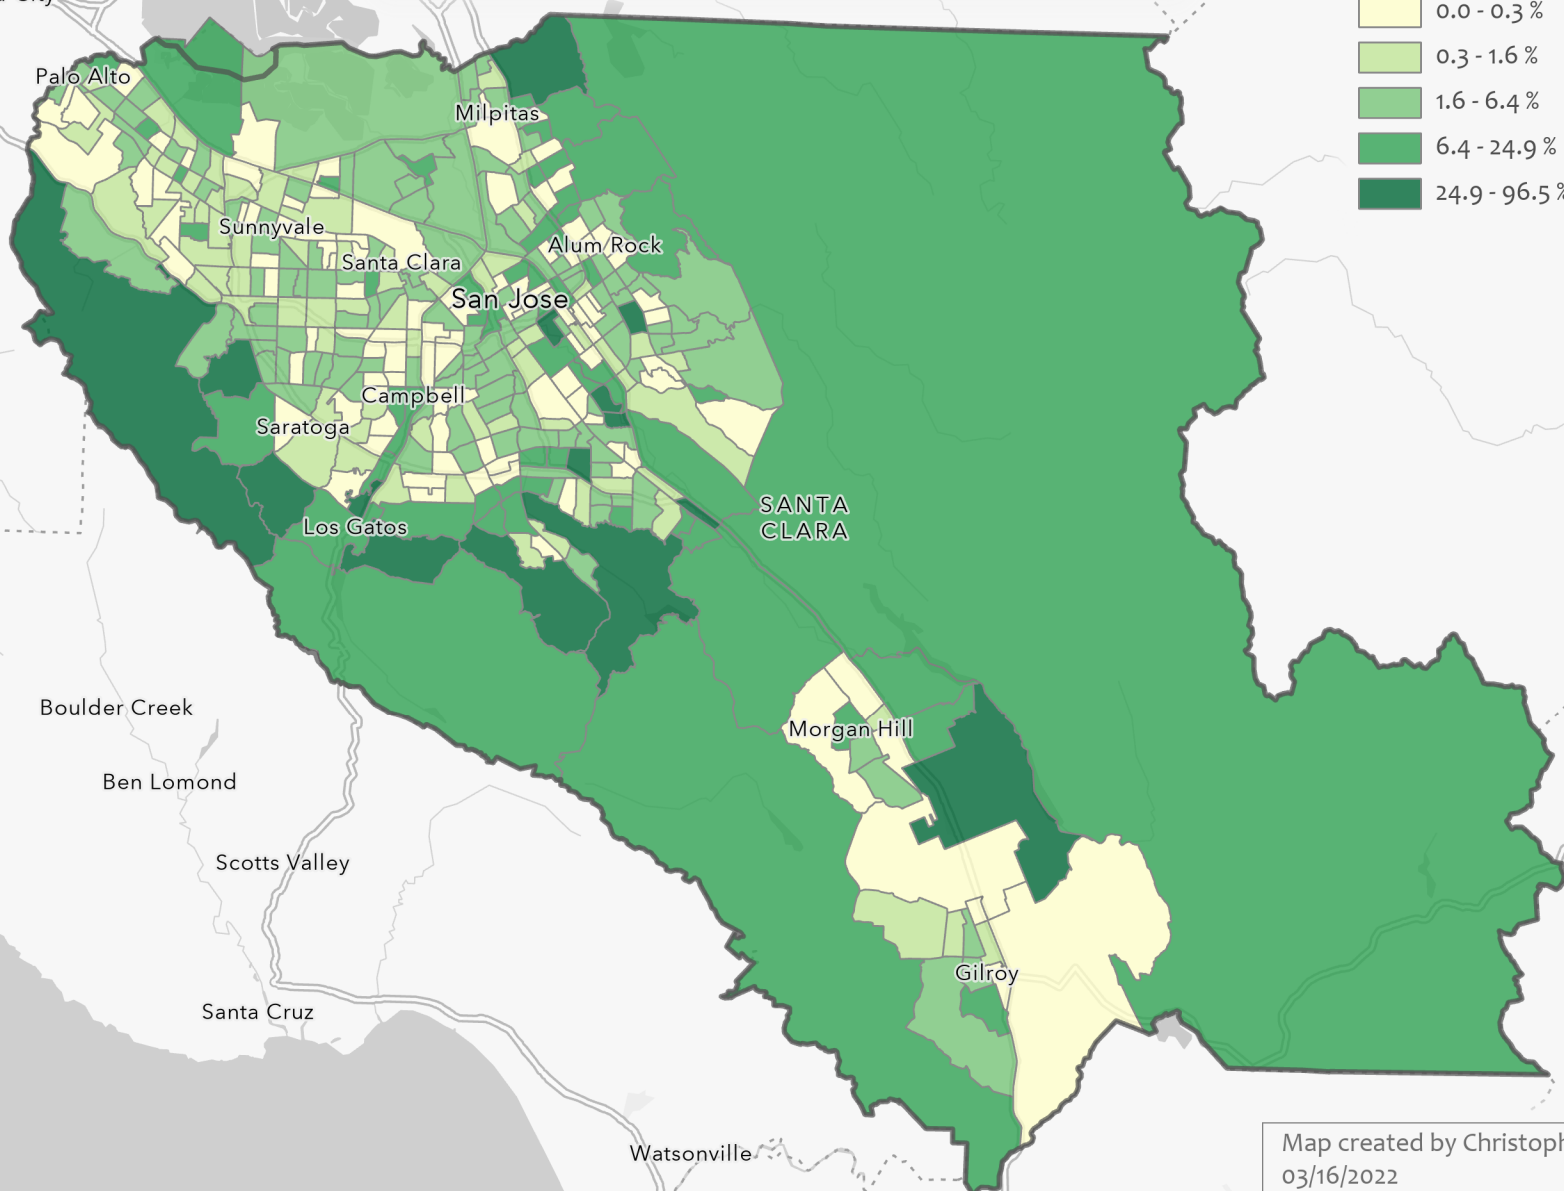 City
0.0 - 0.3 %
0.3 - 1.6 %
1.6 - 6.4 %
6.4 - 24.9 %
24.9 - 96.5 %
Palo Alto
Milpitas
Sunnyvale
Alum Rock
Santa Clara
San Jose
Campbell
Saratoga
SANTA
CLARA
Los Gatos
Boulder Creek
Morgan Hill
Ben Lomond
Scotts Valley
Gilroy
Santa Cruz
Watsonville
Map created by Christoph
03/16/2022